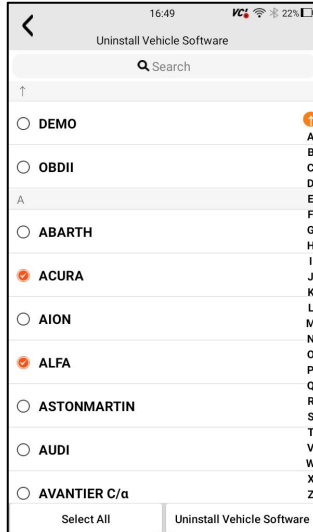 16:49
VC 22%
Uninstall Vehicle Software
Search
↑
DEMO
OBDII
A
ABARTH
ACURA
AION
ALFA
ASTONMARTIN
AUDI
AVANTIER C/α
↑
A
B
C
D
E
F
G
H
I
J
K
L
M
N
O
P
Q
R
S
T
V
W
X
Z
Select All
Uninstall Vehicle Software